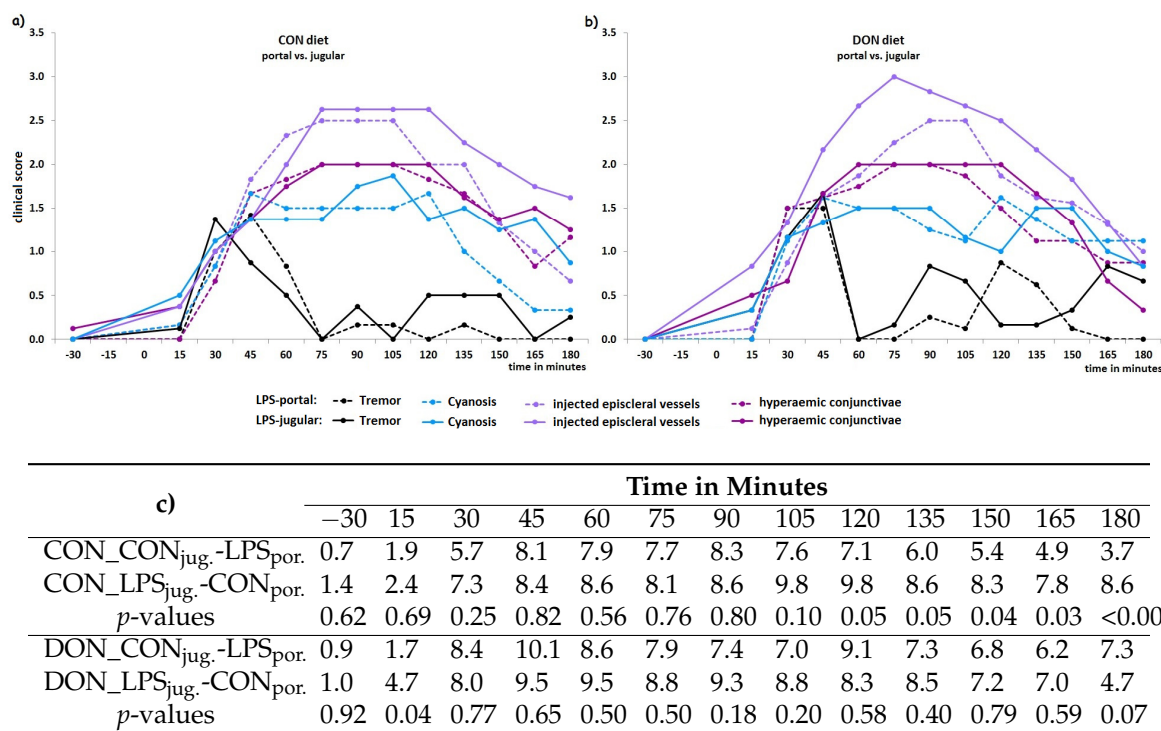 a)
CON diet
portal vs. jugular
clinical score
3.5
3.0
2.5
2.0
1.5
1.0
0.5
0.0
-30 -15 0 15 30 45 60 75 90 105 120 135 150 165 180
time in minutes
b)
DON diet
portal vs. jugular
3.5
3.0
2.5
2.0
1.5
1.0
0.5
0.0
-30 -15 0 15 30 45 60 75 90 105 120 135 150 165 180
time in minutes
LPS-portal: Tremor Cyanosis injected episcleral vessels hyperaemic conjunctivae
LPS-jugular: Tremor Cyanosis injected episcleral vessels hyperaemic conjunctivae
c) Time in Minutes
−30 15 30 45 60 75 90 105 120 135 150 165 180
CON_CONjug.-LPSpor. 0.7 1.9 5.7 8.1 7.9 7.7 8.3 7.6 7.1 6.0 5.4 4.9 3.7
CON_LPSjug.-CONpor. 1.4 2.4 7.3 8.4 8.6 8.1 8.6 9.8 9.8 8.6 8.3 7.8 8.6
p-values 0.62 0.69 0.25 0.82 0.56 0.76 0.80 0.10 0.05 0.05 0.04 0.03 <0.00
DON_CONjug.-LPSpor. 0.9 1.7 8.4 10.1 8.6 7.9 7.4 7.0 9.1 7.3 6.8 6.2 7.3
DON_LPSjug.-CONpor. 1.0 4.7 8.0 9.5 9.5 8.8 9.3 8.8 8.3 8.5 7.2 7.0 4.7
p-values 0.92 0.04 0.77 0.65 0.50 0.50 0.18 0.20 0.58 0.40 0.79 0.59 0.07